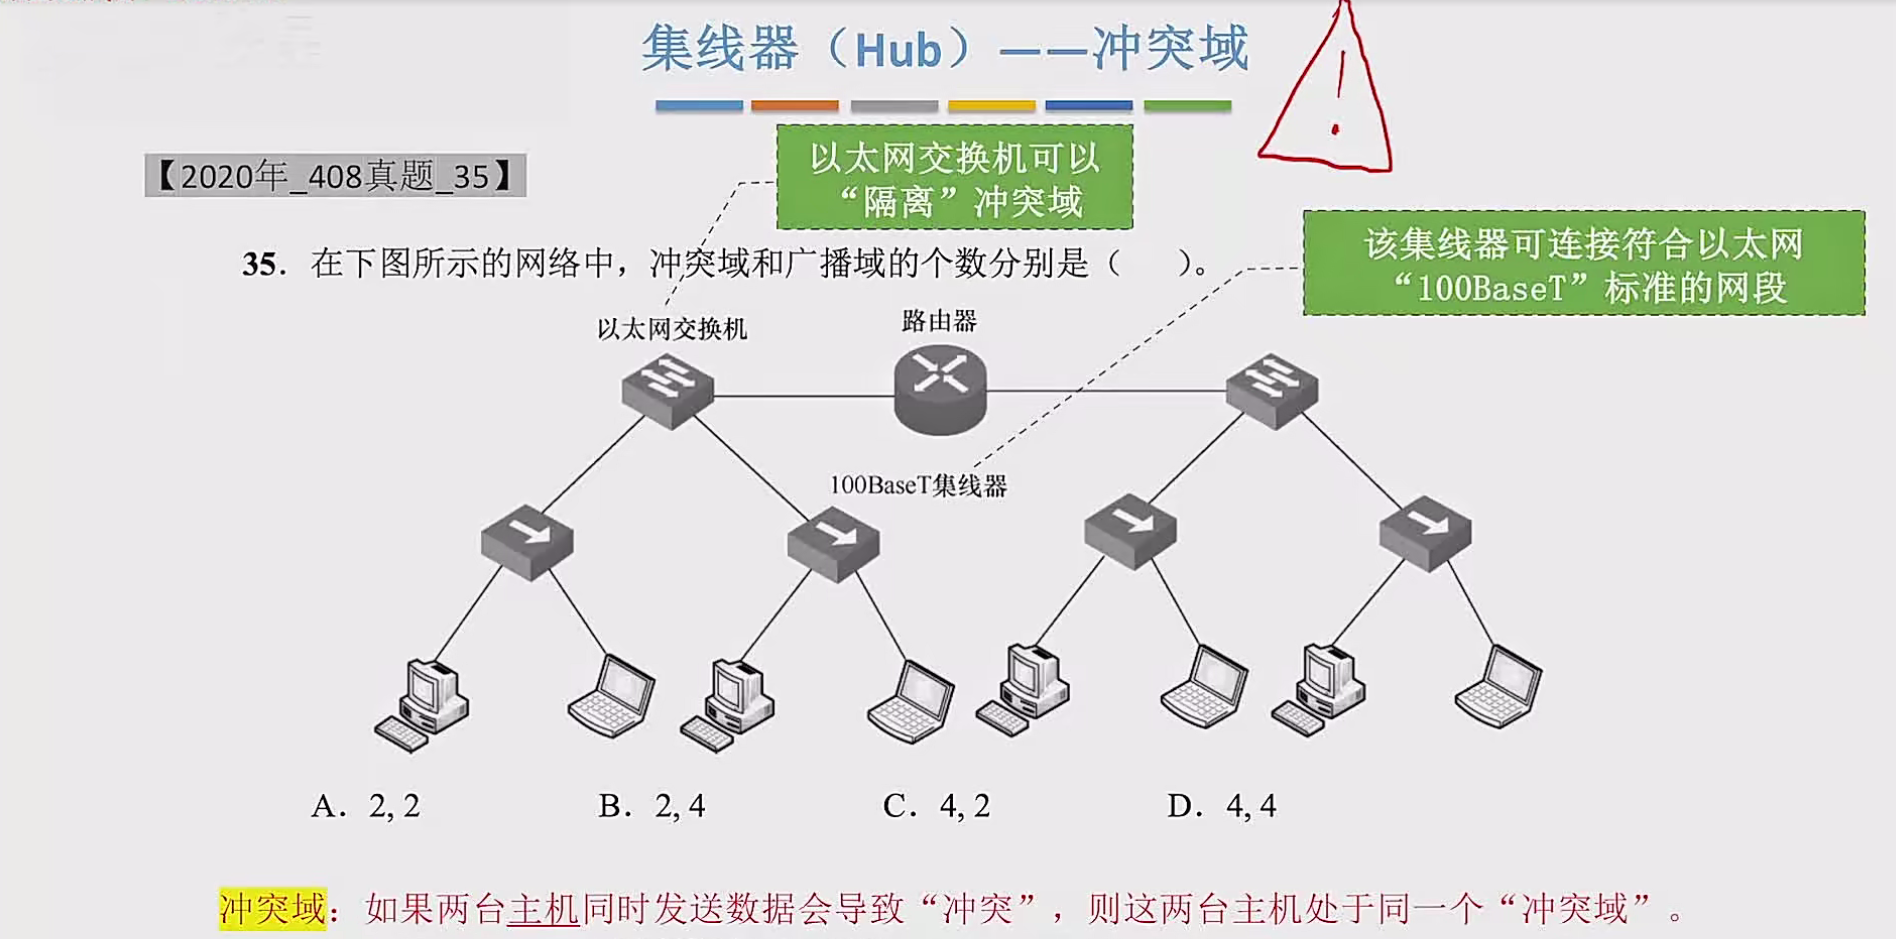 集线器（Hub）——冲突域
以太网交换机可以
“隔离”冲突域
【2020年_408真题_35】
该集线器可连接符合以太网
“100BaseT”标准的网段
35．在下图所示的网络中，冲突域和广播域的个数分别是（　　）。
以太网交换机
路由器
100BaseT集线器
A．2, 2
B．2, 4
C．4, 2
D．4, 4
冲突域：如果两台主机同时发送数据会导致“冲突”，则这两台主机处于同一个“冲突域”。